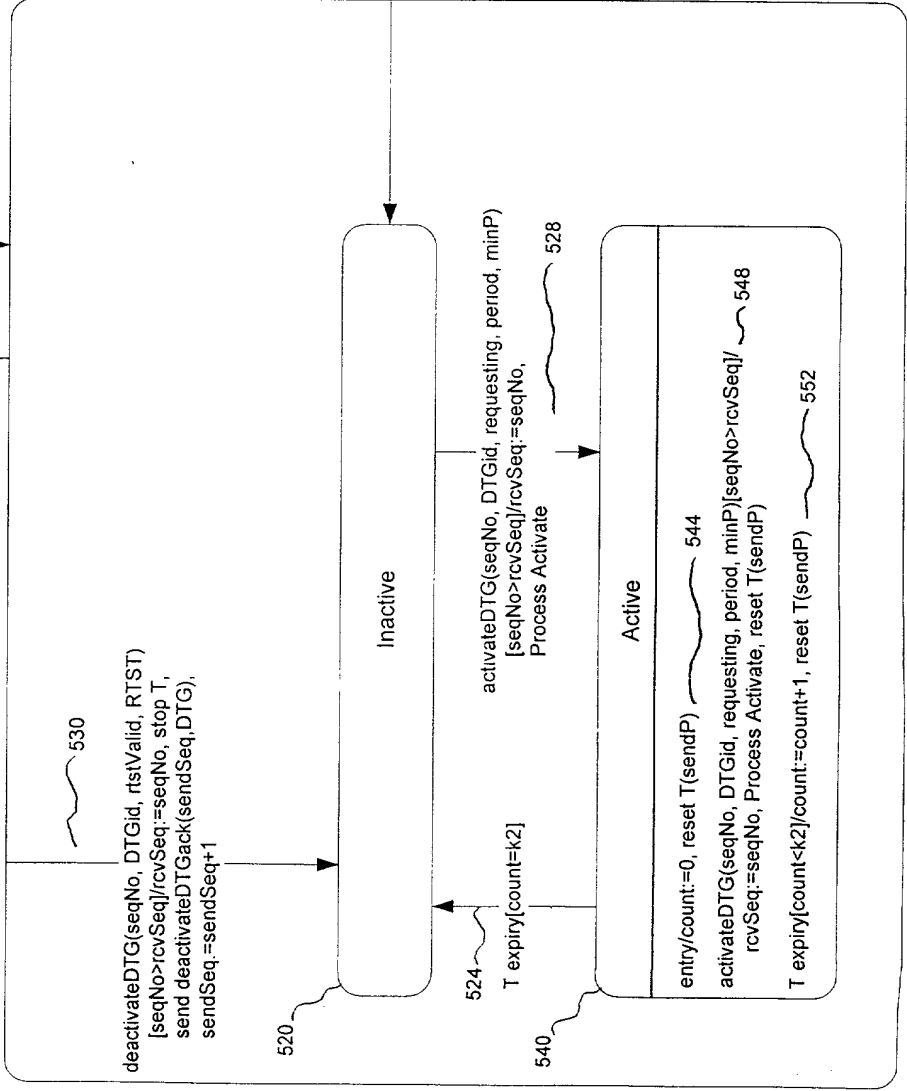 530
deactivateDTG(seqNo, DTGid, rtstValid, RTST)
[seqNo>rcvSeq]/rcvSeq:=seqNo, stop T,
send deactivateDTGack(sendSeq,DTG),
sendSeq:=sendSeq+1
520
Inactive
524
T expiry[count=k2]
activateDTG(seqNo, DTGid, requesting, period, minP)
[seqNo>rcvSeq]/rcvSeq:=seqNo,
Process Activate
528
540
Active
entry/count:=0, reset T(sendP)
544
activateDTG(seqNo, DTGid, requesting, period, minP)[seqNo>rcvSeq]/
rcvSeq:=seqNo, Process Activate, reset T(sendP)
548
T expiry[count<k2]/count:=count+1, reset T(sendP)
552